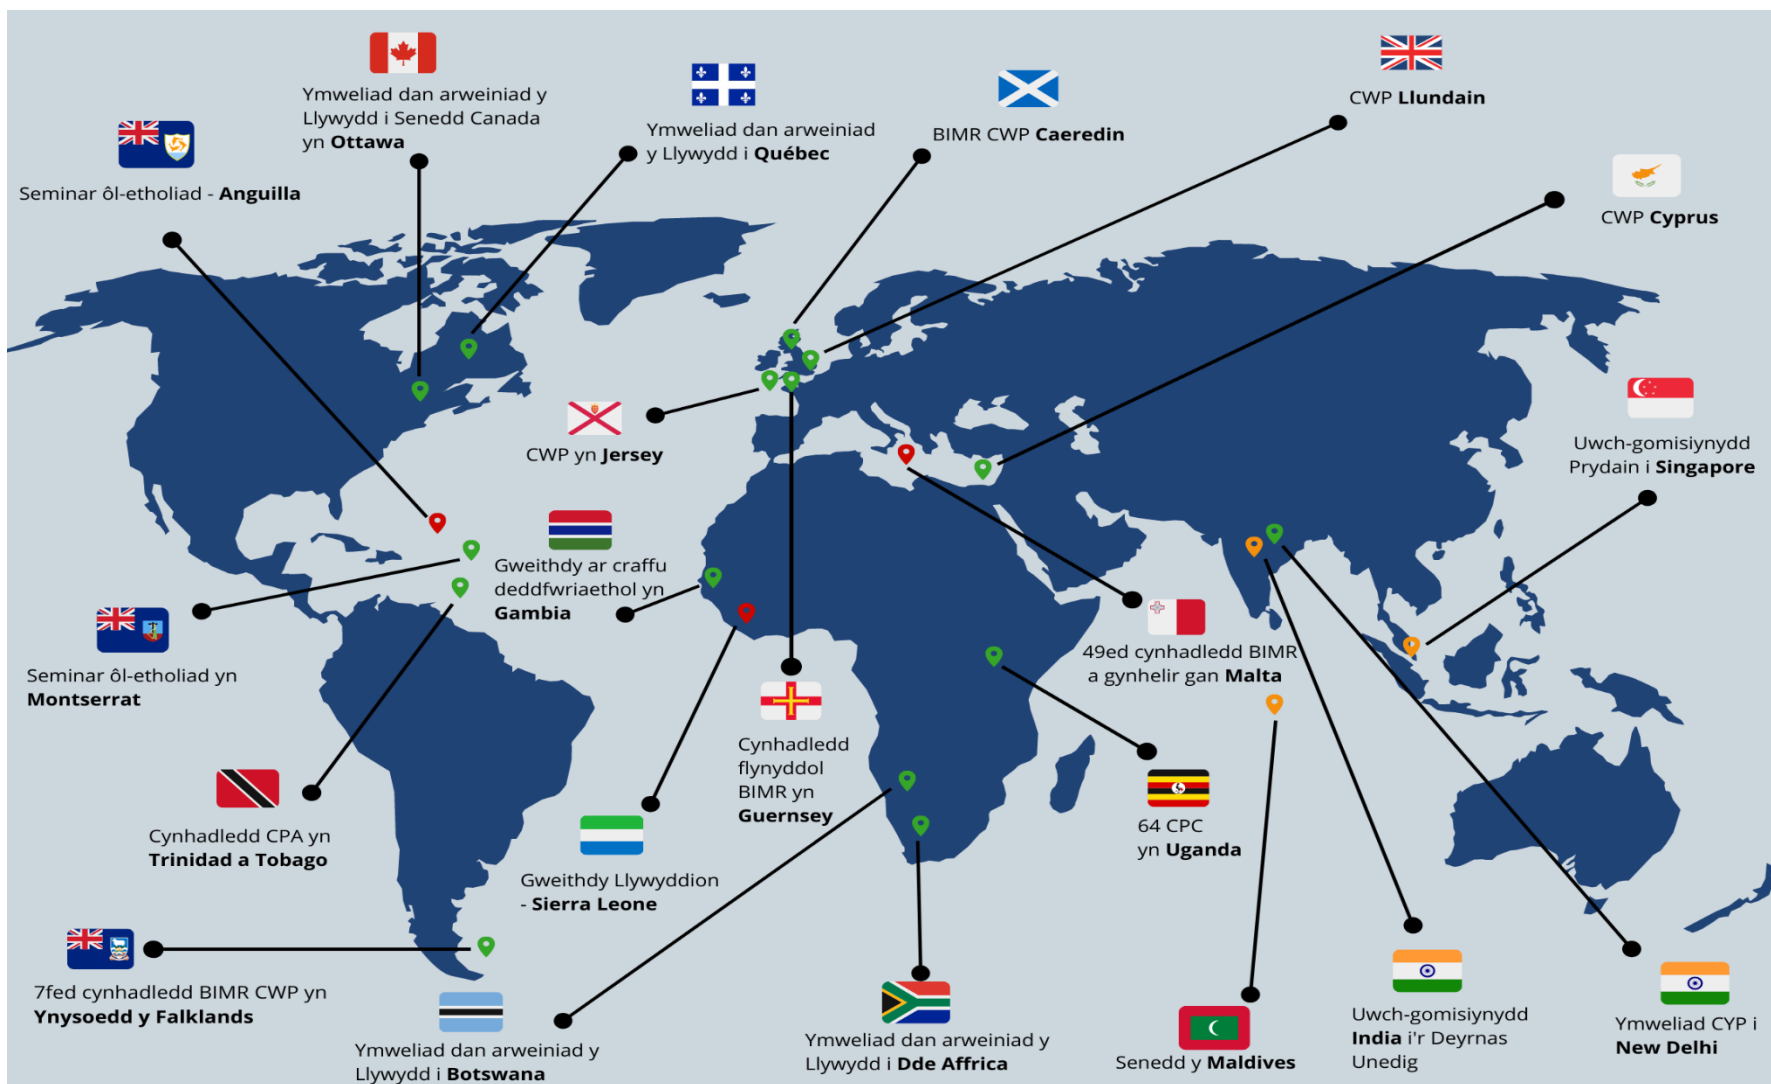 Ymweliad dan arweiniad y
Llywydd i Senedd Canada
yn Ottawa
Ymweliad dan arweiniad
y Llywydd i Québec
BIMR CWP Caeredin
CWP Llundain
Seminar ôl-etholiad - Anguilla
CWP Cyprus
CWP yn Jersey
Uwch-gomisiynydd
Prydain i Singapore
Gweithdy ar craffu
deddfwriaethol yn
Gambia
Seminar ôl-etholiad yn
Montserrat
49ed cynhadledd BIMR
a gynhelir gan Malta
Cynhadledd
flynyddol
BIMR yn
Guernsey
Cynhadledd CPA yn
Trinidad a Tobago
64 CPC
yn Uganda
Gweithdy Llywyddion
- Sierra Leone
7fed cynhadledd BIMR CWP yn
Ynysoedd y Falklands
Ymweliad dan arweiniad y
Llywydd i Botswana
Ymweliad dan arweiniad y
Llywydd i Dde Affrica
Senedd y Maldives
Uwch-gomisiynydd
India i'r Deyrnas
Unedig
Ymweliad CYP i
New Delhi